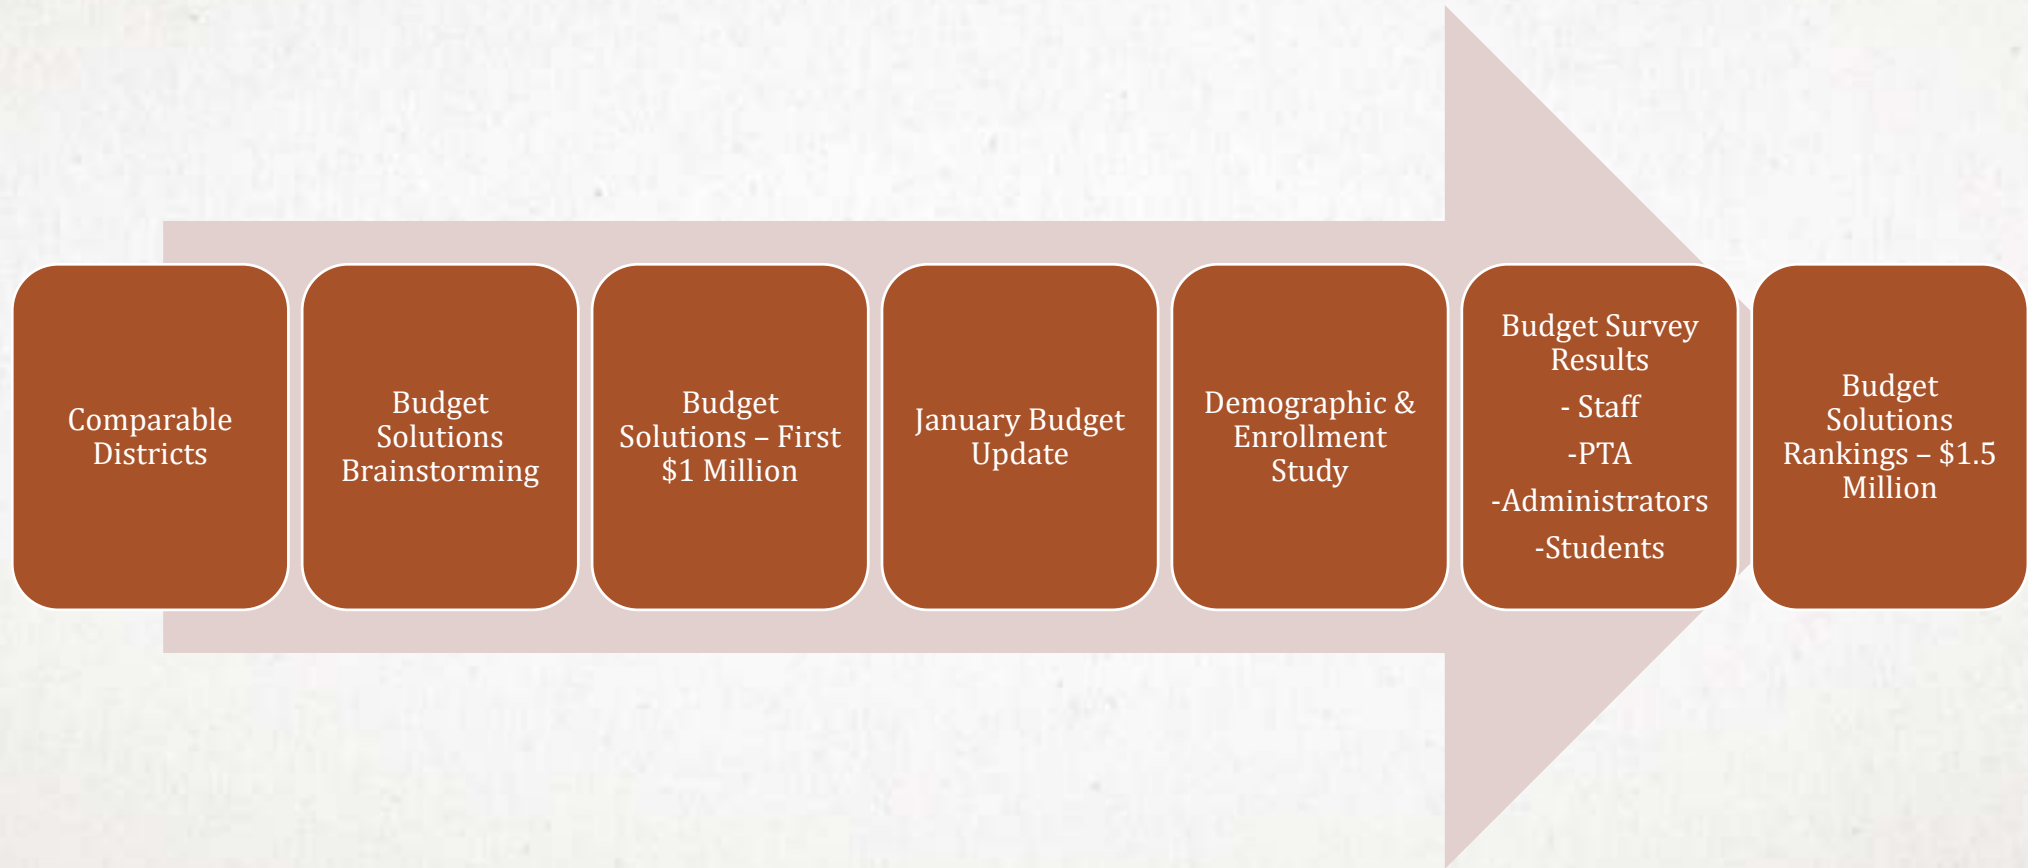 Comparable
Districts
Budget
Solutions
Brainstorming
Budget
Solutions – First
$1 Million
January Budget
Update
Demographic &
Enrollment
Study
Budget Survey
Results
- Staff
-PTA
-Administrators
-Students
Budget
Solutions
Rankings – $1.5
Million